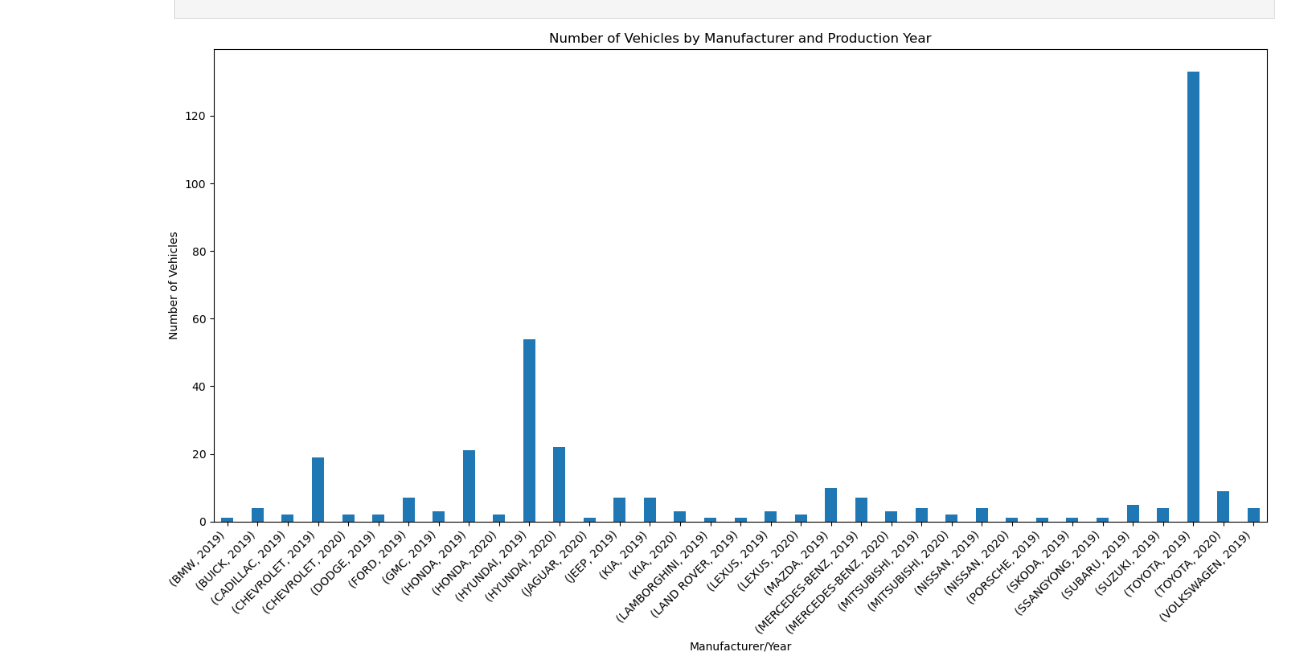 Number of Vehicles by Manufacturer and Production Year
120
100
80
60
40
20
0
Number of Vehicles
(BMW, 2019)
(BUICK, 2019)
(CADILLAC, 2019)
(CHEVROLET, 2019)
(CHEVROLET, 2020)
(DODGE, 2019)
(FORD, 2019)
(GMC, 2019)
(HONDA, 2019)
(HONDA, 2020)
(HYUNDAI, 2019)
(HYUNDAI, 2020)
(JAGUAR, 2020)
(JEEP, 2019)
(KIA, 2019)
(KIA, 2020)
(LAMBORGHINI, 2019)
(LAND ROVER, 2019)
(LEXUS, 2019)
(LEXUS, 2020)
(MAZDA, 2019)
(MERCEDES-BENZ, 2019)
(MERCEDES-BENZ, 2020)
(MITSUBISHI, 2019)
(MITSUBISHI, 2020)
(NISSAN, 2019)
(NISSAN, 2020)
(PORSCHE, 2019)
(SKODA, 2019)
(SSANGYONG, 2019)
(SUBARU, 2019)
(SUZUKI, 2019)
(TOYOTA, 2019)
(TOYOTA, 2020)
(VOLKSWAGEN, 2019)
Manufacturer/Year